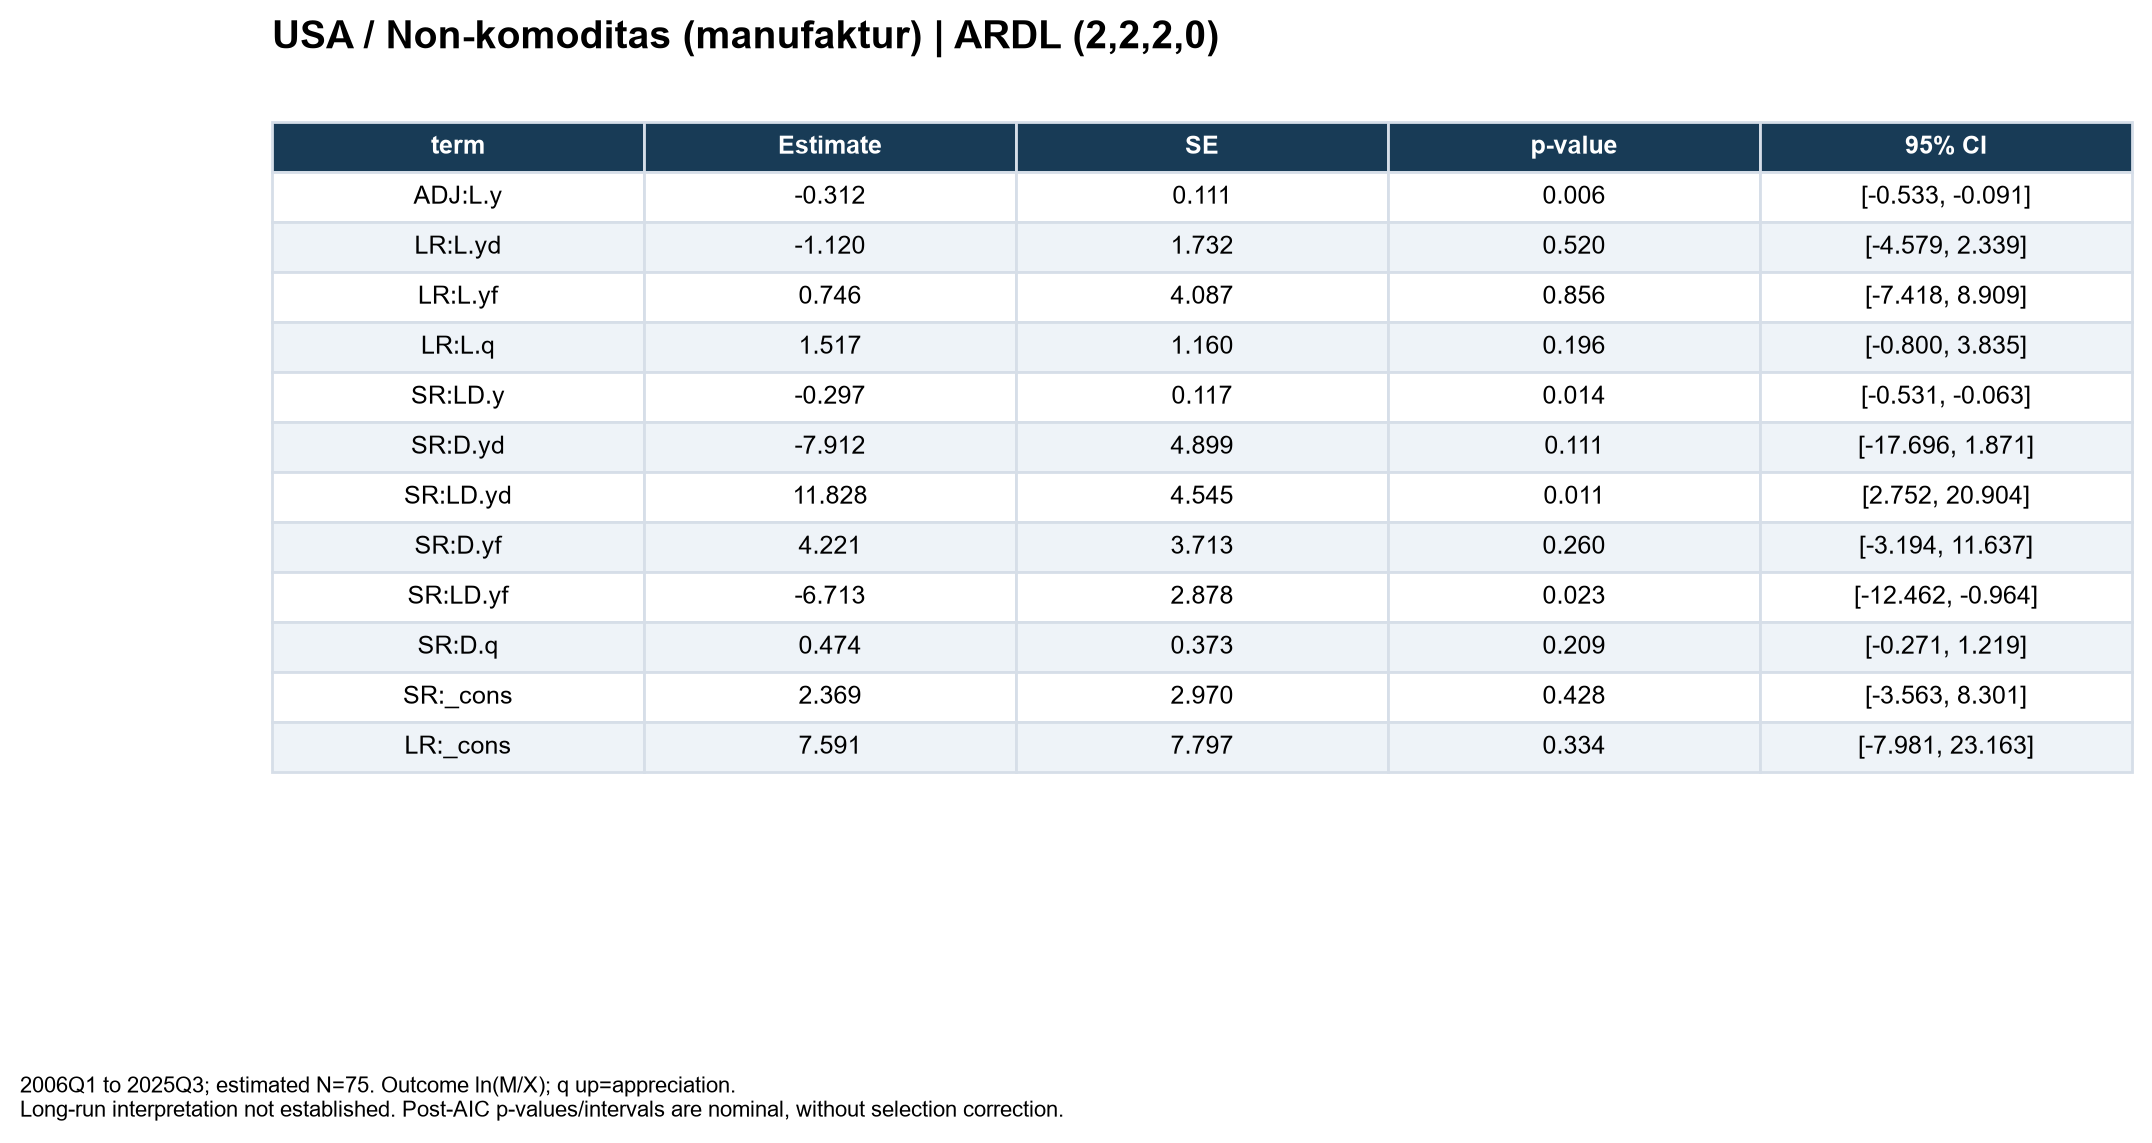 USA / Non-komoditas (manufaktur) | ARDL (2,2,2,0)
term Estimate SE p-value 95% CI
ADJ:L.y -0.312 0.111 0.006 [-0.533, -0.091]
LR:L.yd -1.120 1.732 0.520 [-4.579, 2.339]
LR:L.yf 0.746 4.087 0.856 [-7.418, 8.909]
LR:L.q 1.517 1.160 0.196 [-0.800, 3.835]
SR:LD.y -0.297 0.117 0.014 [-0.531, -0.063]
SR:D.yd -7.912 4.899 0.111 [-17.696, 1.871]
SR:LD.yd 11.828 4.545 0.011 [2.752, 20.904]
SR:D.yf 4.221 3.713 0.260 [-3.194, 11.637]
SR:LD.yf -6.713 2.878 0.023 [-12.462, -0.964]
SR:D.q 0.474 0.373 0.209 [-0.271, 1.219]
SR:_cons 2.369 2.970 0.428 [-3.563, 8.301]
LR:_cons 7.591 7.797 0.334 [-7.981, 23.163]
2006Q1 to 2025Q3; estimated N=75. Outcome ln(M/X); q up=appreciation.
Long-run interpretation not established. Post-AIC p-values/intervals are nominal, without selection correction.